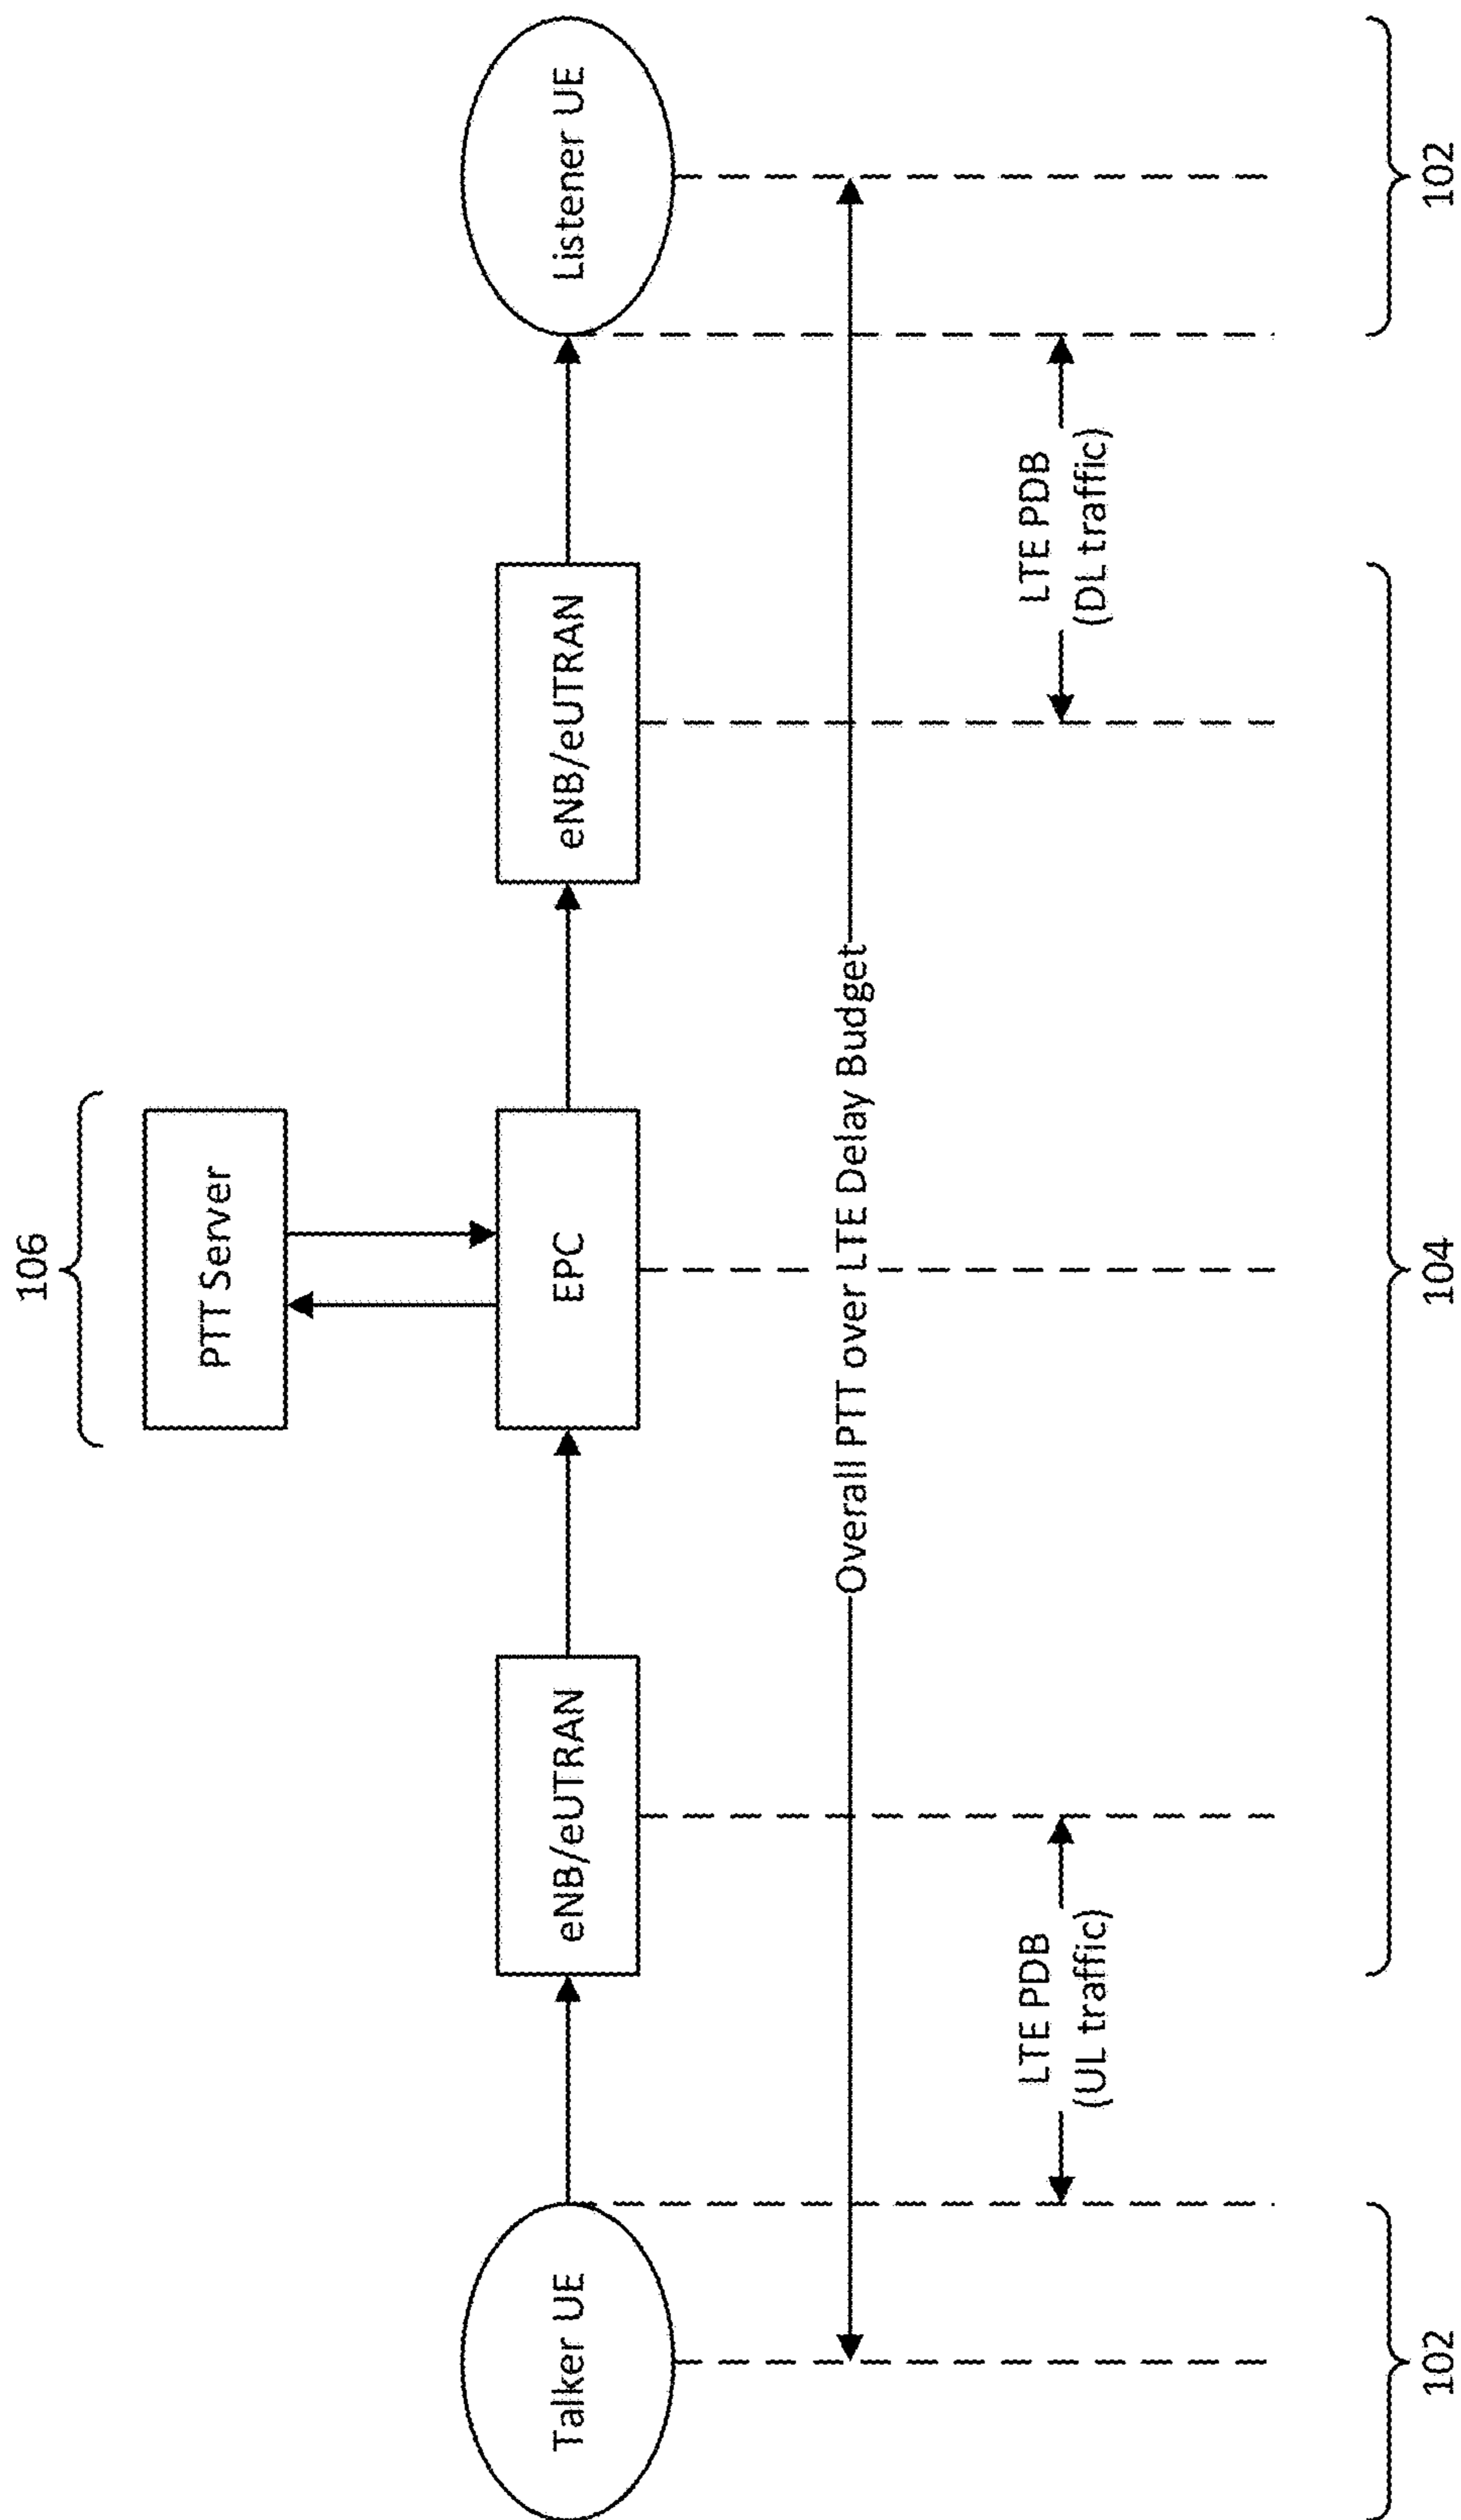 106
PTT Server
Talker UE
eNB/eUTRAN
EPC
eNB/eUTRAN
Listener UE
Overall PTT over LTE Delay Budget
LTE PDB
(UL traffic)
LTE PDB
(DL traffic)
102
104
102